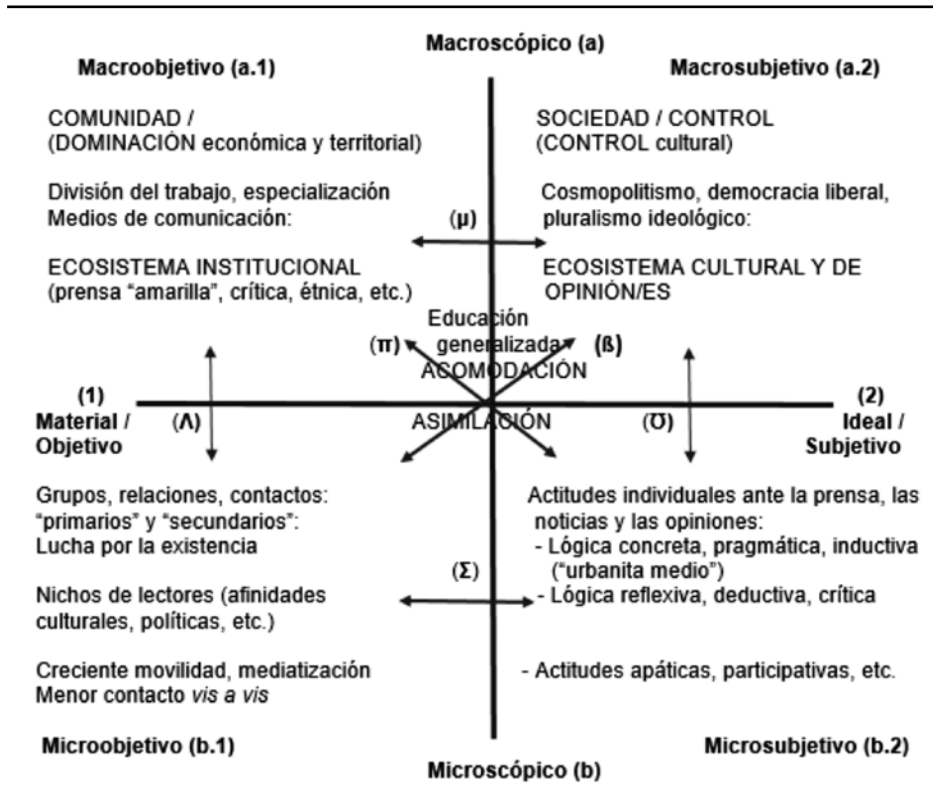 Macroscópico (a)
Macroobjetivo (a.1)
Macrosubjetivo (a.2)
COMUNIDAD /
(DOMINACIÓN económica y territorial)
División del trabajo, especialización
Medios de comunicación:
ECOSISTEMA INSTITUCIONAL
(prensa “amarilla”, crítica, étnica, etc.)
SOCIEDAD / CONTROL
(CONTROL cultural)
Cosmopolitismo, democracia liberal,
pluralismo ideológico:
ECOSISTEMA CULTURAL Y DE
OPINIÓN/ES
(µ)
Educación
(π) generalizada (ß)
ACOMODACIÓN
(1)
Material /
Objetivo
(Λ)
ASIMILACIÓN
(Ʊ)
(2)
Ideal /
Subjetivo
Grupos, relaciones, contactos:
“primarios” y “secundarios”:
Lucha por la existencia
Nichos de lectores (afinidades
culturales, políticas, etc.)
Creciente movilidad, mediatización
Menor contacto vis a vis
(Σ)
Actitudes individuales ante la prensa, las
noticias y las opiniones:
- Lógica concreta, pragmática, inductiva
(“urbanita medio”)
- Lógica reflexiva, deductiva, crítica
- Actitudes apáticas, participativas, etc.
Microobjetivo (b.1)
Microsubjetivo (b.2)
Microscópico (b)